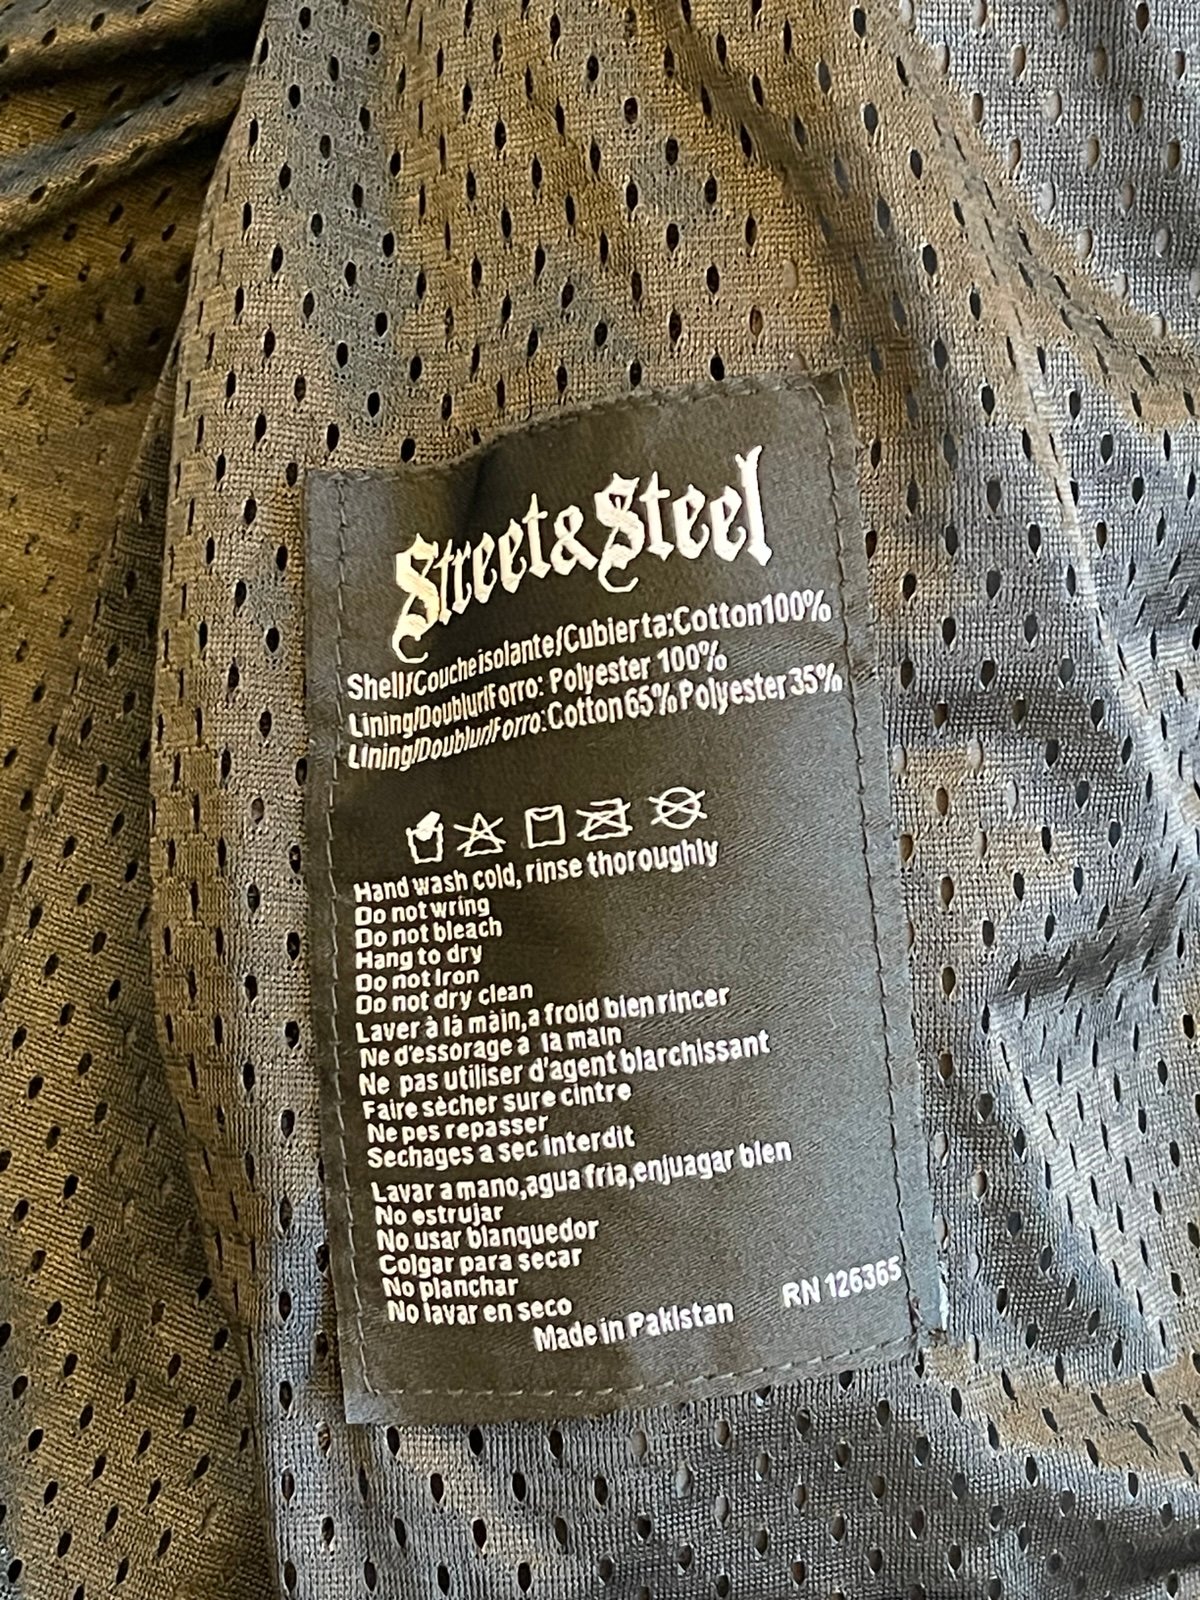 Street & Steel
Shell/Couche isolante/Cubierta:Cotton100%
Lining/Doublur/Forro: Polyester 100%
Lining/Doublur/Forro:Cotton 65% Polyester 35%
Hand wash cold, rinse thoroughly
Do not wring
Do not bleach
Hang to dry
Do not Iron
Do not dry clean
Laver à là màin,a froid bien rincer
Ne d'essorage a la main
Ne pas utiliser d'agent blarchissant
Faire sècher sure cintre
Ne pes repasser
Sechages a sec interdit
Lavar a mano,agua fria,enjuagar bien
No estrujar
No usar blanquedor
Colgar para secar
No planchar
No lavar en seco
Made in Pakistan RN 126365